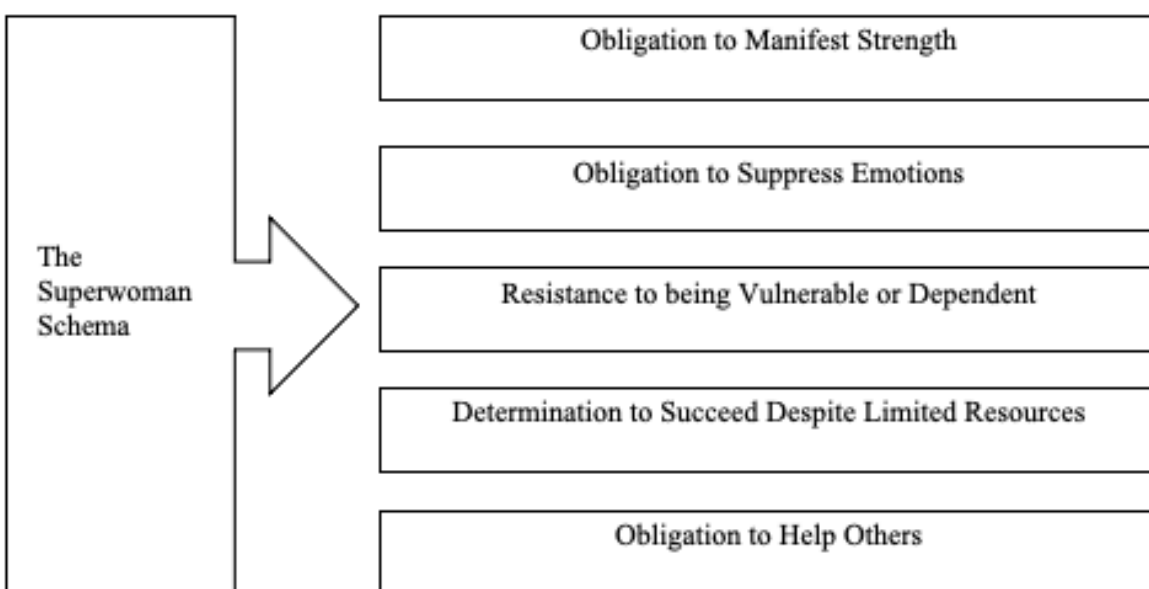 The
Superwoman
Schema
Obligation to Manifest Strength
Obligation to Suppress Emotions
Resistance to being Vulnerable or Dependent
Determination to Succeed Despite Limited Resources
Obligation to Help Others